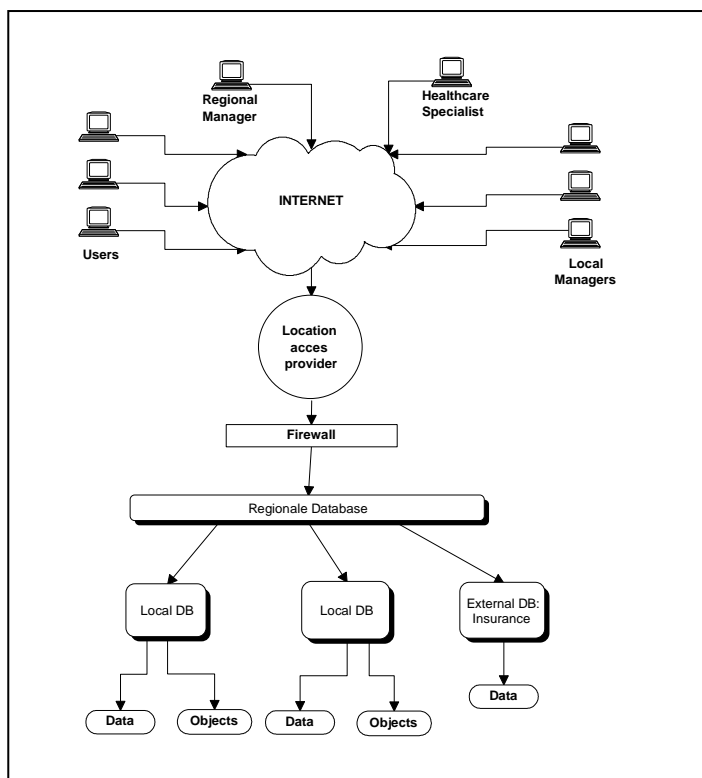 Regional
Manager
Healthcare
Specialist
INTERNET
Users
Local
Managers
Location
acces
provider
Firewall
Regionale Database
Local DB
Local DB
External DB:
Insurance
Data
Objects
Data
Objects
Data